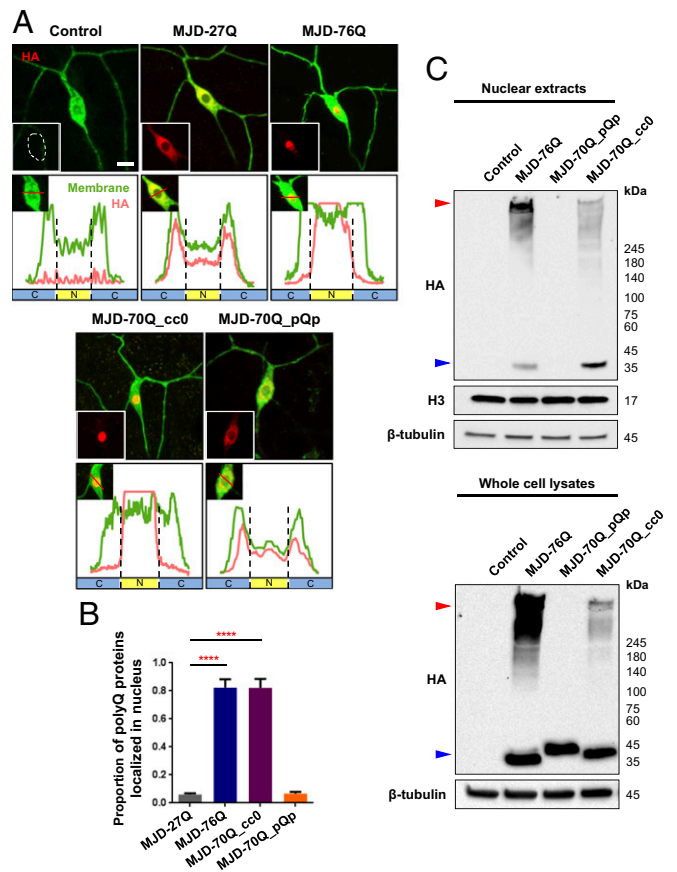 A
Control
MJD-27Q
MJD-76Q
HA
Membrane
HA
C N C
C N C
C N C
MJD-70Q_cc0
MJD-70Q_pQp
C N C
C N C
B
Proportion of polyQ proteins
localized in nucleus
1.0
0.8
0.6
0.4
0.2
0.0
****
****
MJD-27Q
MJD-76Q
MJD-70Q_cc0
MJD-70Q_pQp
C
Nuclear extracts
Control
MJD-76Q
MJD-70Q_pQp
MJD-70Q_cc0
kDa
HA
245
180
140
100
75
60
45
35
H3
17
β-tubulin
45
Whole cell lysates
Control
MJD-76Q
MJD-70Q_pQp
MJD-70Q_cc0
kDa
HA
245
180
140
100
75
60
45
35
β-tubulin
45